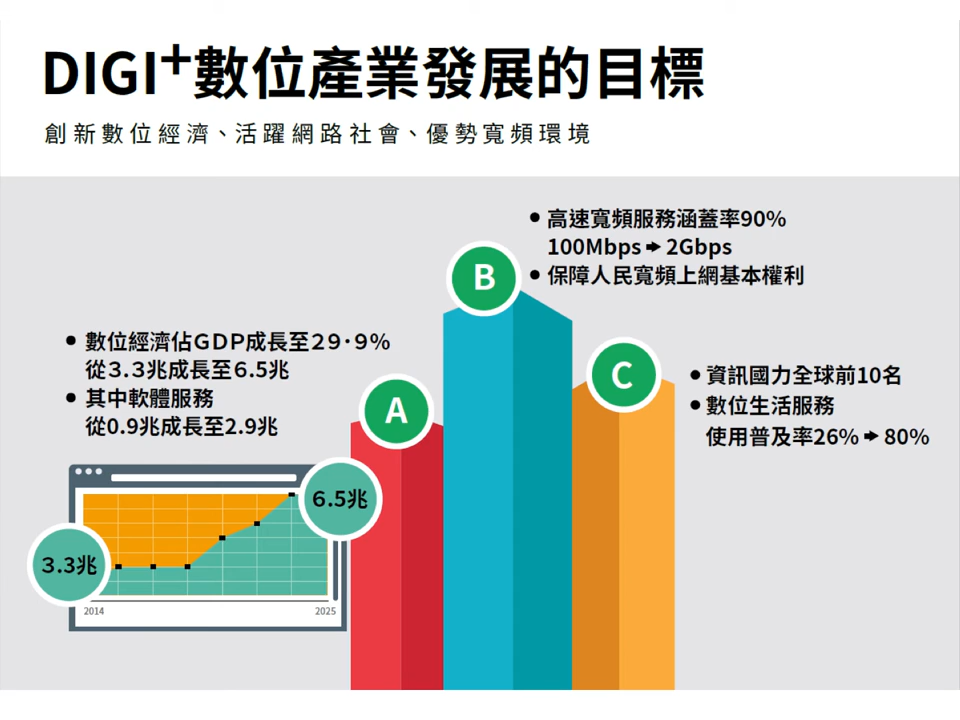 DIGI+數位產業發展的目標
創新數位經濟、活躍網路社會、優勢寬頻環境
● 高速寬頻服務涵蓋率90%
100Mbps ➡ 2Gbps
● 保障人民寬頻上網基本權利
B
● 數位經濟佔GDP成長至29.9%
從3.3兆成長至6.5兆
● 其中軟體服務
從0.9兆成長至2.9兆
A
C
● 資訊國力全球前10名
● 數位生活服務
使用普及率26% ➡ 80%
6.5兆
3.3兆
2014 2025